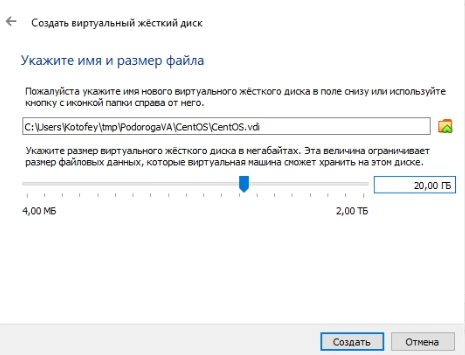 Создать виртуальный жёсткий диск
Укажите имя и размер файла
Пожалуйста укажите имя нового виртуального жёсткого диска в поле снизу или используйте
кнопку с иконкой папки справа от него.
C:\Users\Kotofey\tmp\PodorogaVA\CentOS\CentOS.vdi
Укажите размер виртуального жёсткого диска в мегабайтах. Эта величина ограничивает
размер файловых данных, которые виртуальная машина сможет хранить на этом диске.
20,00 ГБ
4,00 МБ 2,00 ТБ
Создать Отмена